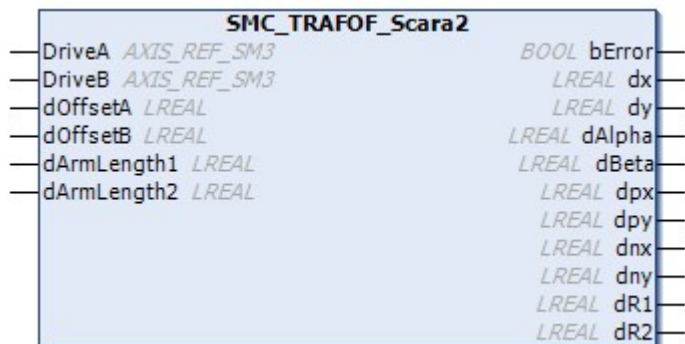 SMC_TRAFOF_Scara2
DriveA AXIS_REF_SM3 BOOL bError
DriveB AXIS_REF_SM3 LREAL dx
dOffsetA LREAL LREAL dy
dOffsetB LREAL LREAL dAlpha
dArmLength1 LREAL LREAL dBeta
dArmLength2 LREAL LREAL dpx
LREAL dpy
LREAL dnx
LREAL dny
LREAL dR1
LREAL dR2